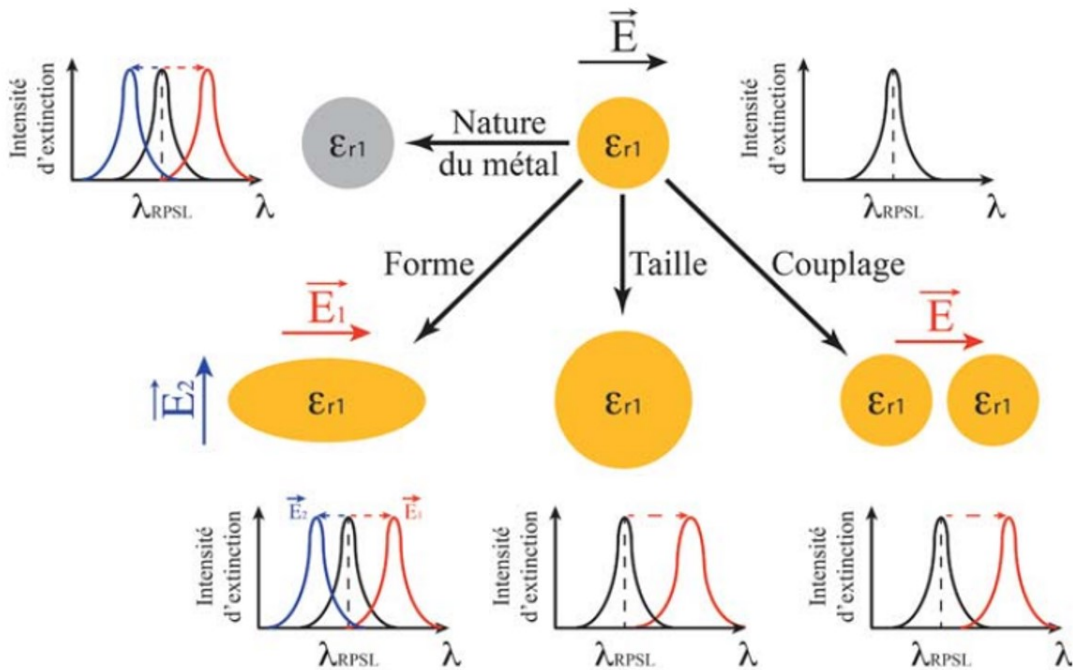 E
Intensité
d'extinction
λRPSL
λ
εr1
Nature
du métal
εr1
Intensité
d'extinction
λRPSL
λ
Forme
Taille
Couplage
E1
E2
εr1
εr1
E
εr1
εr1
Intensité
d'extinction
E2
E1
λRPSL
λ
Intensité
d'extinction
λRPSL
λ
Intensité
d'extinction
λRPSL
λ